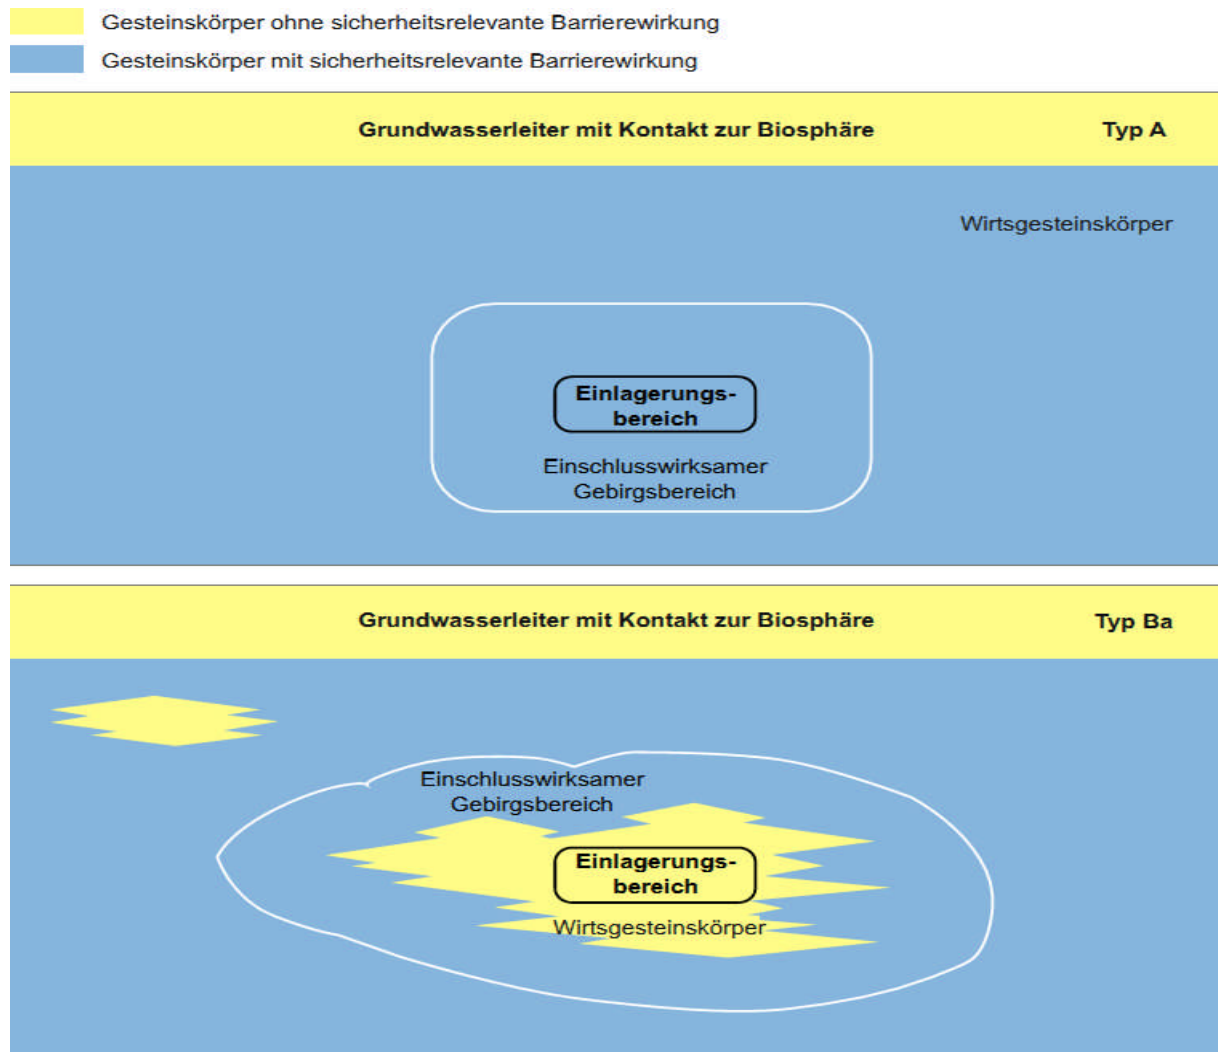 Gesteinskörper ohne sicherheitsrelevante Barrierewirkung
Gesteinskörper mit sicherheitsrelevante Barrierewirkung
Grundwasserleiter mit Kontakt zur Biosphäre
Typ A
Wirtsgesteinskörper
Einlagerungs-
bereich
Einschlusswirksamer
Gebirgsbereich
Grundwasserleiter mit Kontakt zur Biosphäre
Typ Ba
Einschlusswirksamer
Gebirgsbereich
Einlagerungs-
bereich
Wirtsgesteinskörper